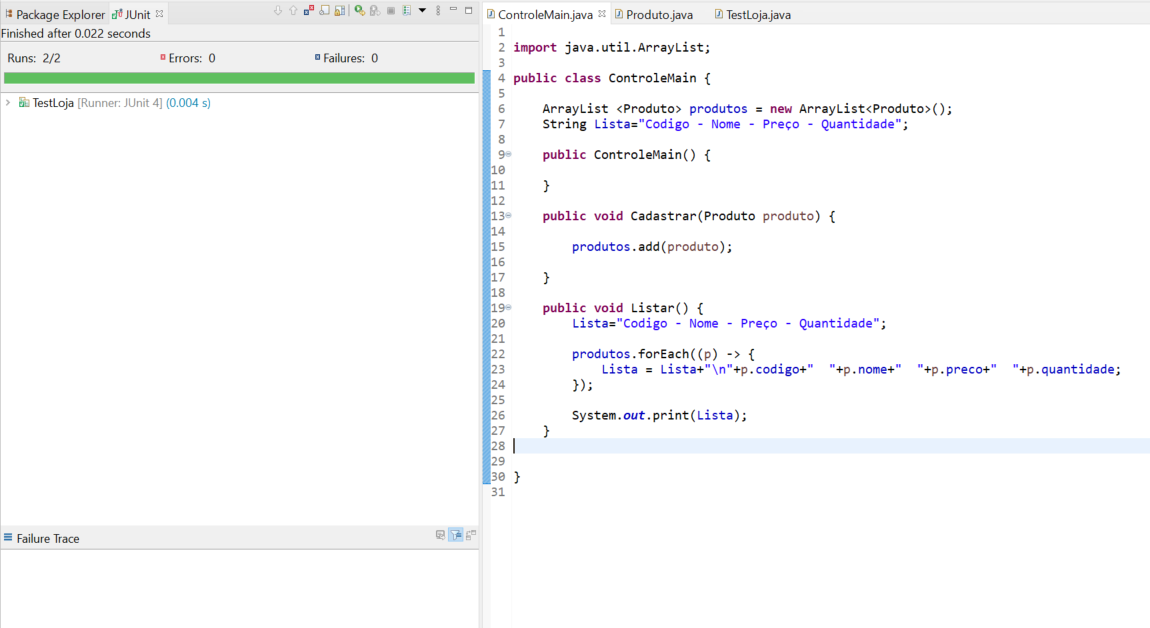 Package Explorer JUnit
Finished after 0.022 seconds
Runs: 2/2 Errors: 0 Failures: 0
TestLoja [Runner: JUnit 4] (0.004 s)
Failure Trace
ControleMain.java Produto.java TestLoja.java
1
2 import java.util.ArrayList;
3
4 public class ControleMain {
5
6 ArrayList <Produto> produtos = new ArrayList<Produto>();
7 String Lista="Codigo - Nome - Preço - Quantidade";
8
9 public ControleMain() {
10
11 }
12
13 public void Cadastrar(Produto produto) {
14
15 produtos.add(produto);
16
17 }
18
19 public void Listar() {
20 Lista="Codigo - Nome - Preço - Quantidade";
21
22 produtos.forEach((p) -> {
23 Lista = Lista+"\n"+p.codigo+"  "+p.nome+"  "+p.preco+"  "+p.quantidade;
24 });
25
26 System.out.print(Lista);
27 }
28
29
30 }
31